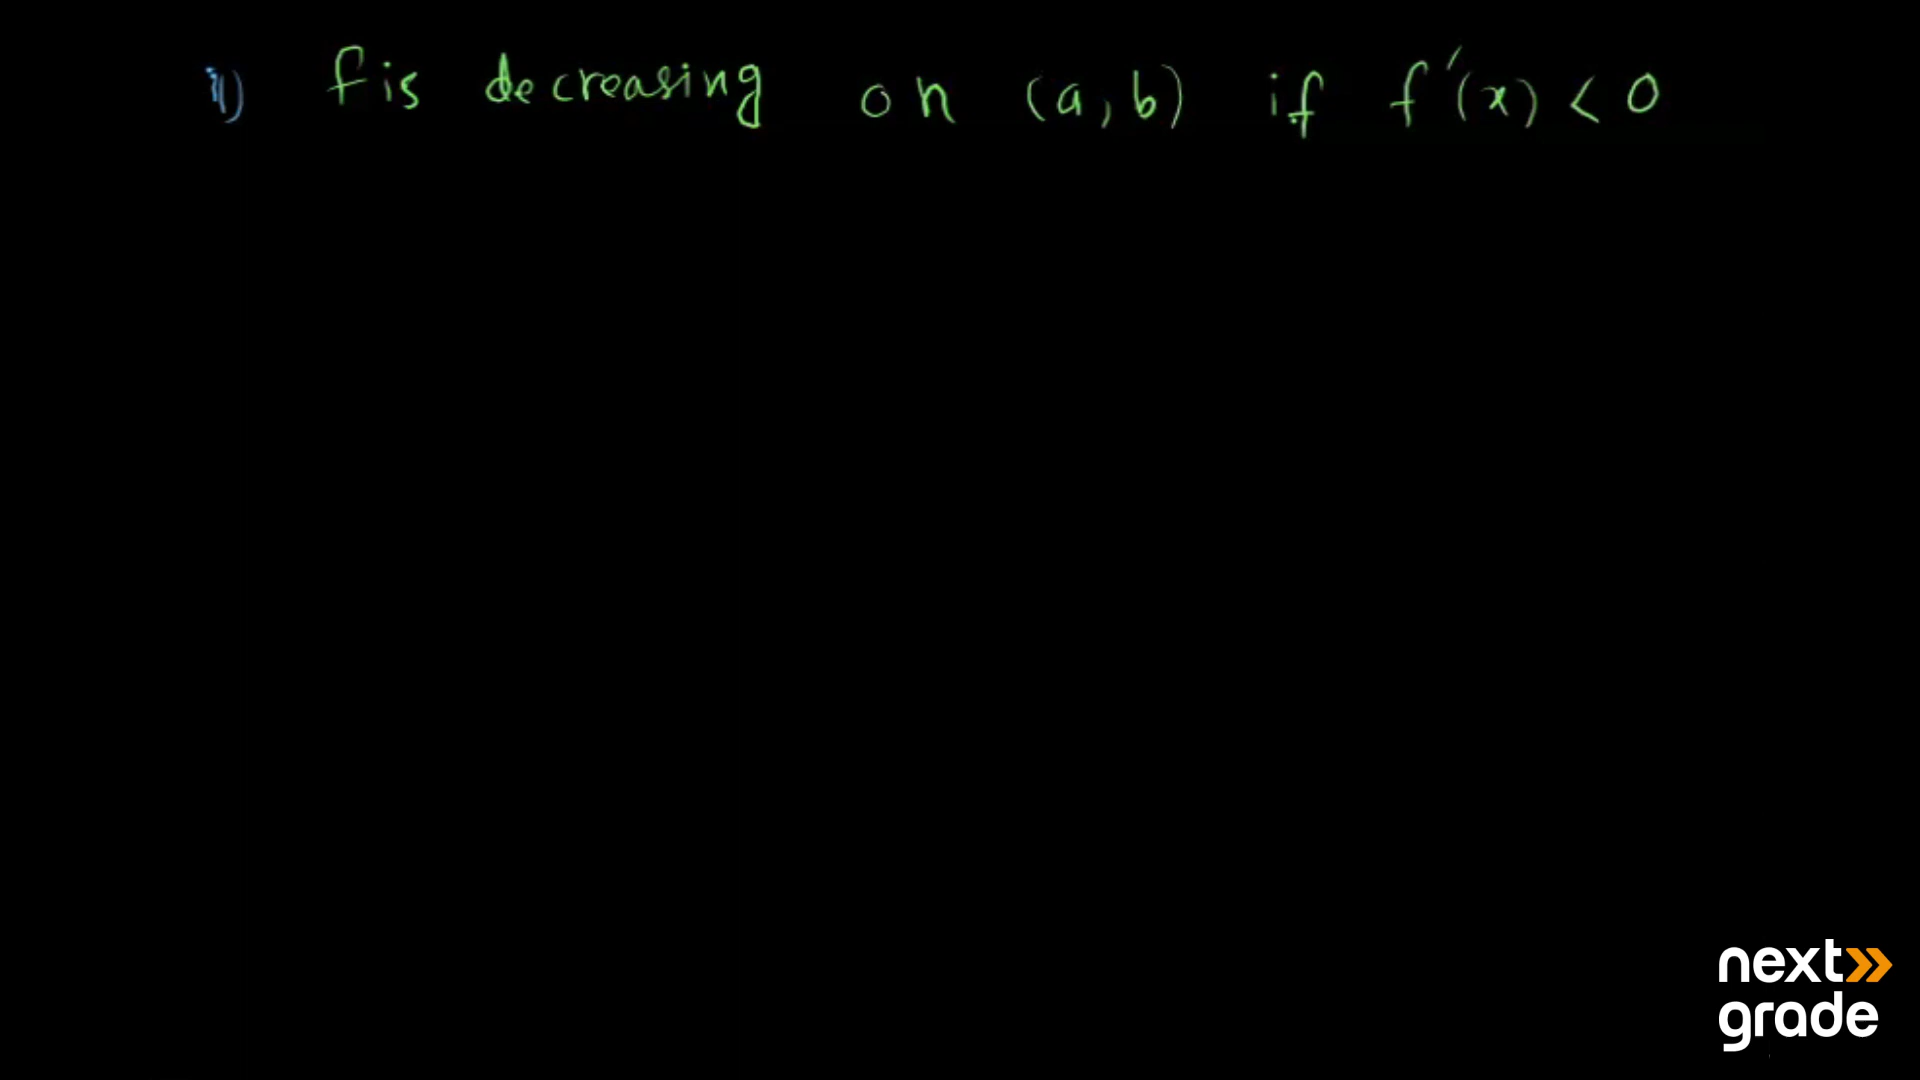 ii) f is decreasing on (a, b) if f'(x) < 0
next
grade